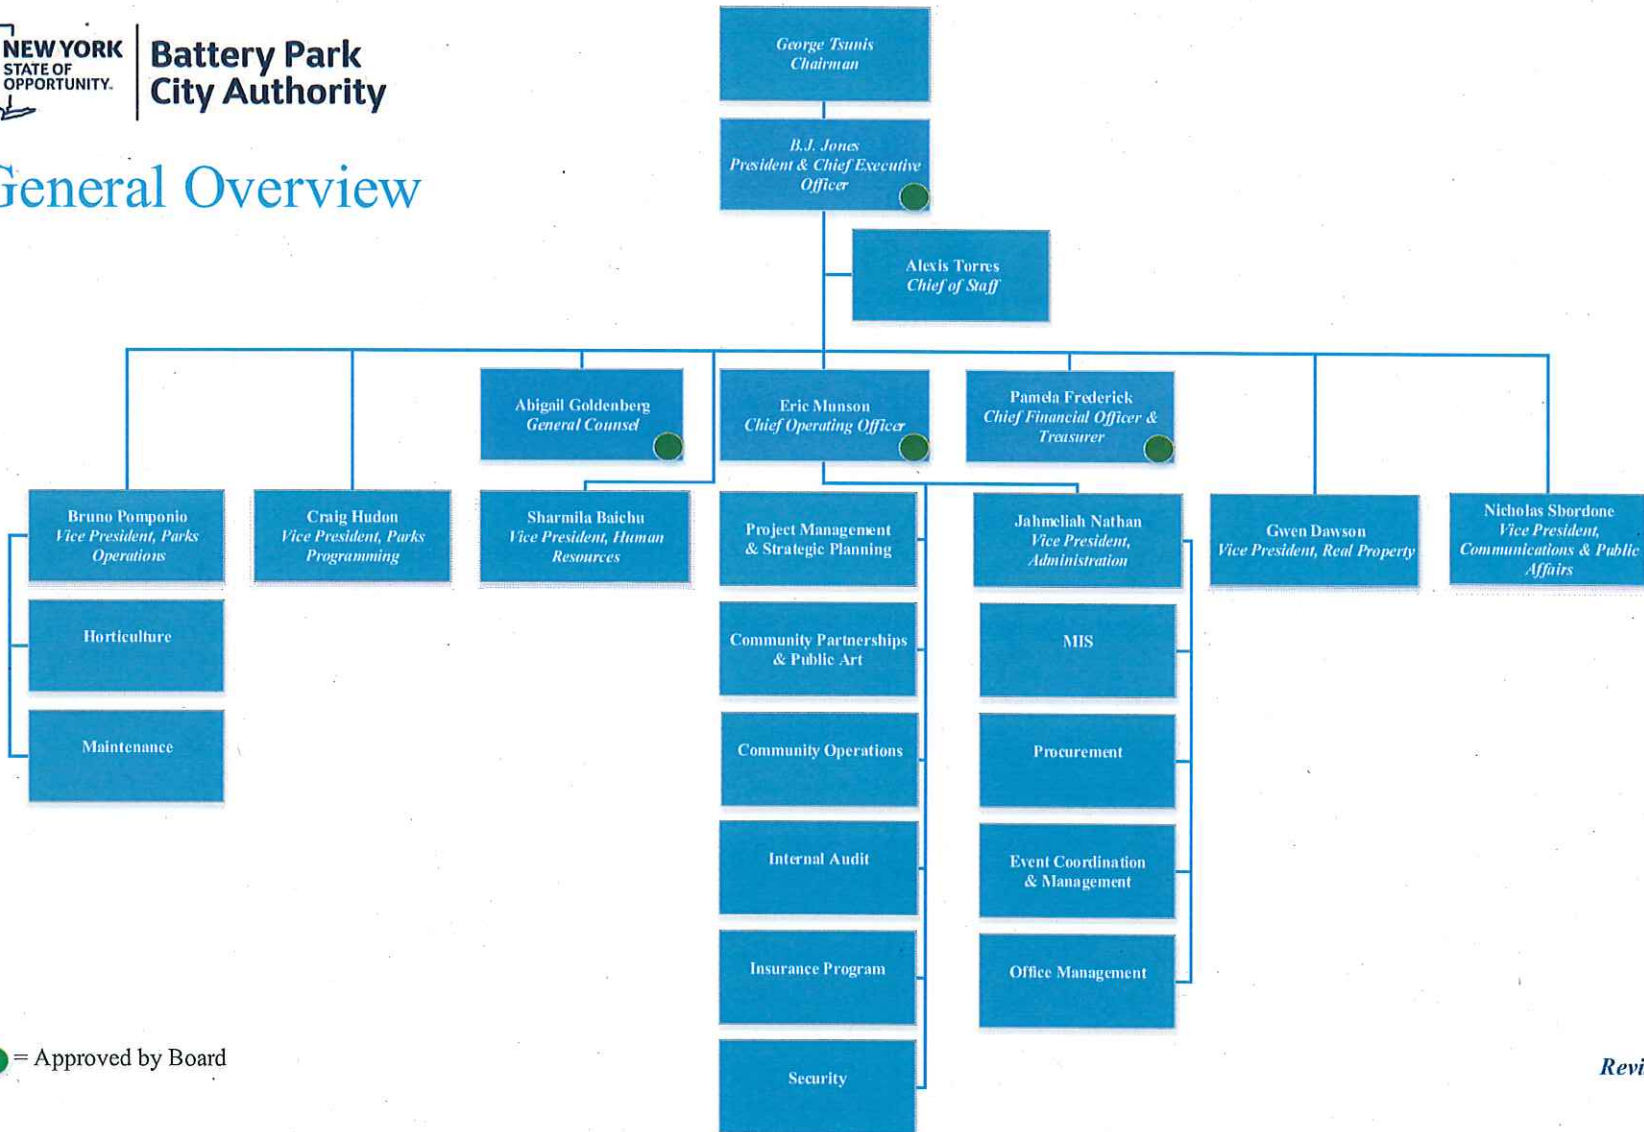 NEW YORK
STATE OF
OPPORTUNITY.
Battery Park
City Authority
General Overview
George Tsunis
Chairman
B.J. Jones
President & Chief Executive
Officer
Alexis Torres
Chief of Staff
Abigail Goldenberg
General Counsel
Eric Munson
Chief Operating Officer
Pamela Frederick
Chief Financial Officer &
Treasurer
Bruno Pomponio
Vice President, Parks
Operations
Craig Hudon
Vice President, Parks
Programming
Sharmila Baichu
Vice President, Human
Resources
Project Management
& Strategic Planning
Jahmeliah Nathan
Vice President,
Administration
Gwen Dawson
Vice President, Real Property
Nicholas Sbordone
Vice President,
Communications & Public
Affairs
Horticulture
Community Partnerships
& Public Art
MIS
Maintenance
Community Operations
Procurement
Internal Audit
Event Coordination
& Management
Insurance Program
Office Management
Security
= Approved by Board
Revi